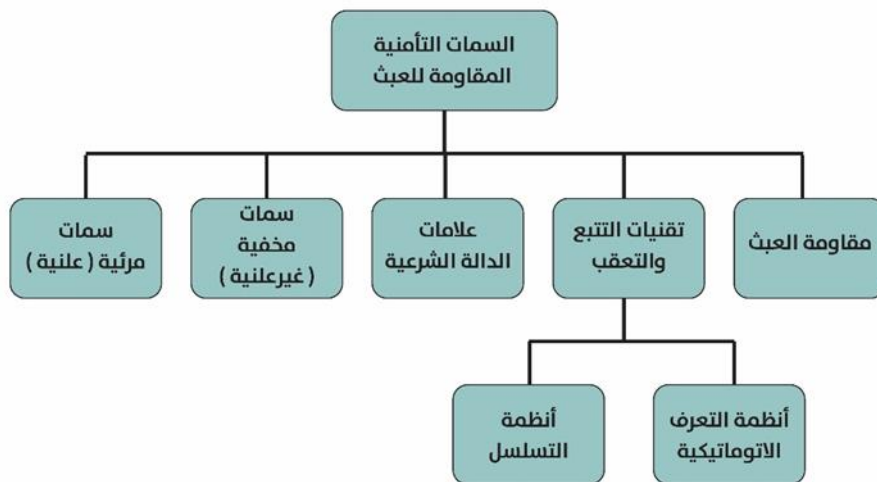 السمات التأمنية
المقاومة للعبث
مقاومة العبث
تقنيات التتبع
والتعقب
علامات
الدالة الشرعية
سمات
مخفية
(غيرعلنية)
سمات
مرئية (علنية)
أنظمة التعرف
الاتوماتيكية
أنظمة
التسلسل